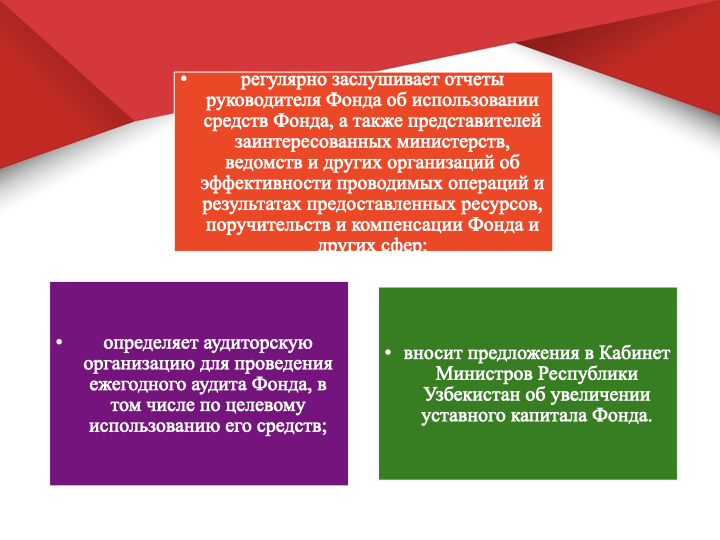 • регулярно заслушивает отчеты
руководителя Фонда об использовании
средств Фонда, а также представителей
заинтересованных министерств,
ведомств и других организаций об
эффективности проводимых операций и
результатах предоставленных ресурсов,
поручительств и компенсации Фонда и
других сфер;
• определяет аудиторскую
организацию для проведения
ежегодного аудита Фонда, в
том числе по целевому
использованию его средств;
• вносит предложения в Кабинет
Министров Республики
Узбекистан об увеличении
уставного капитала Фонда.